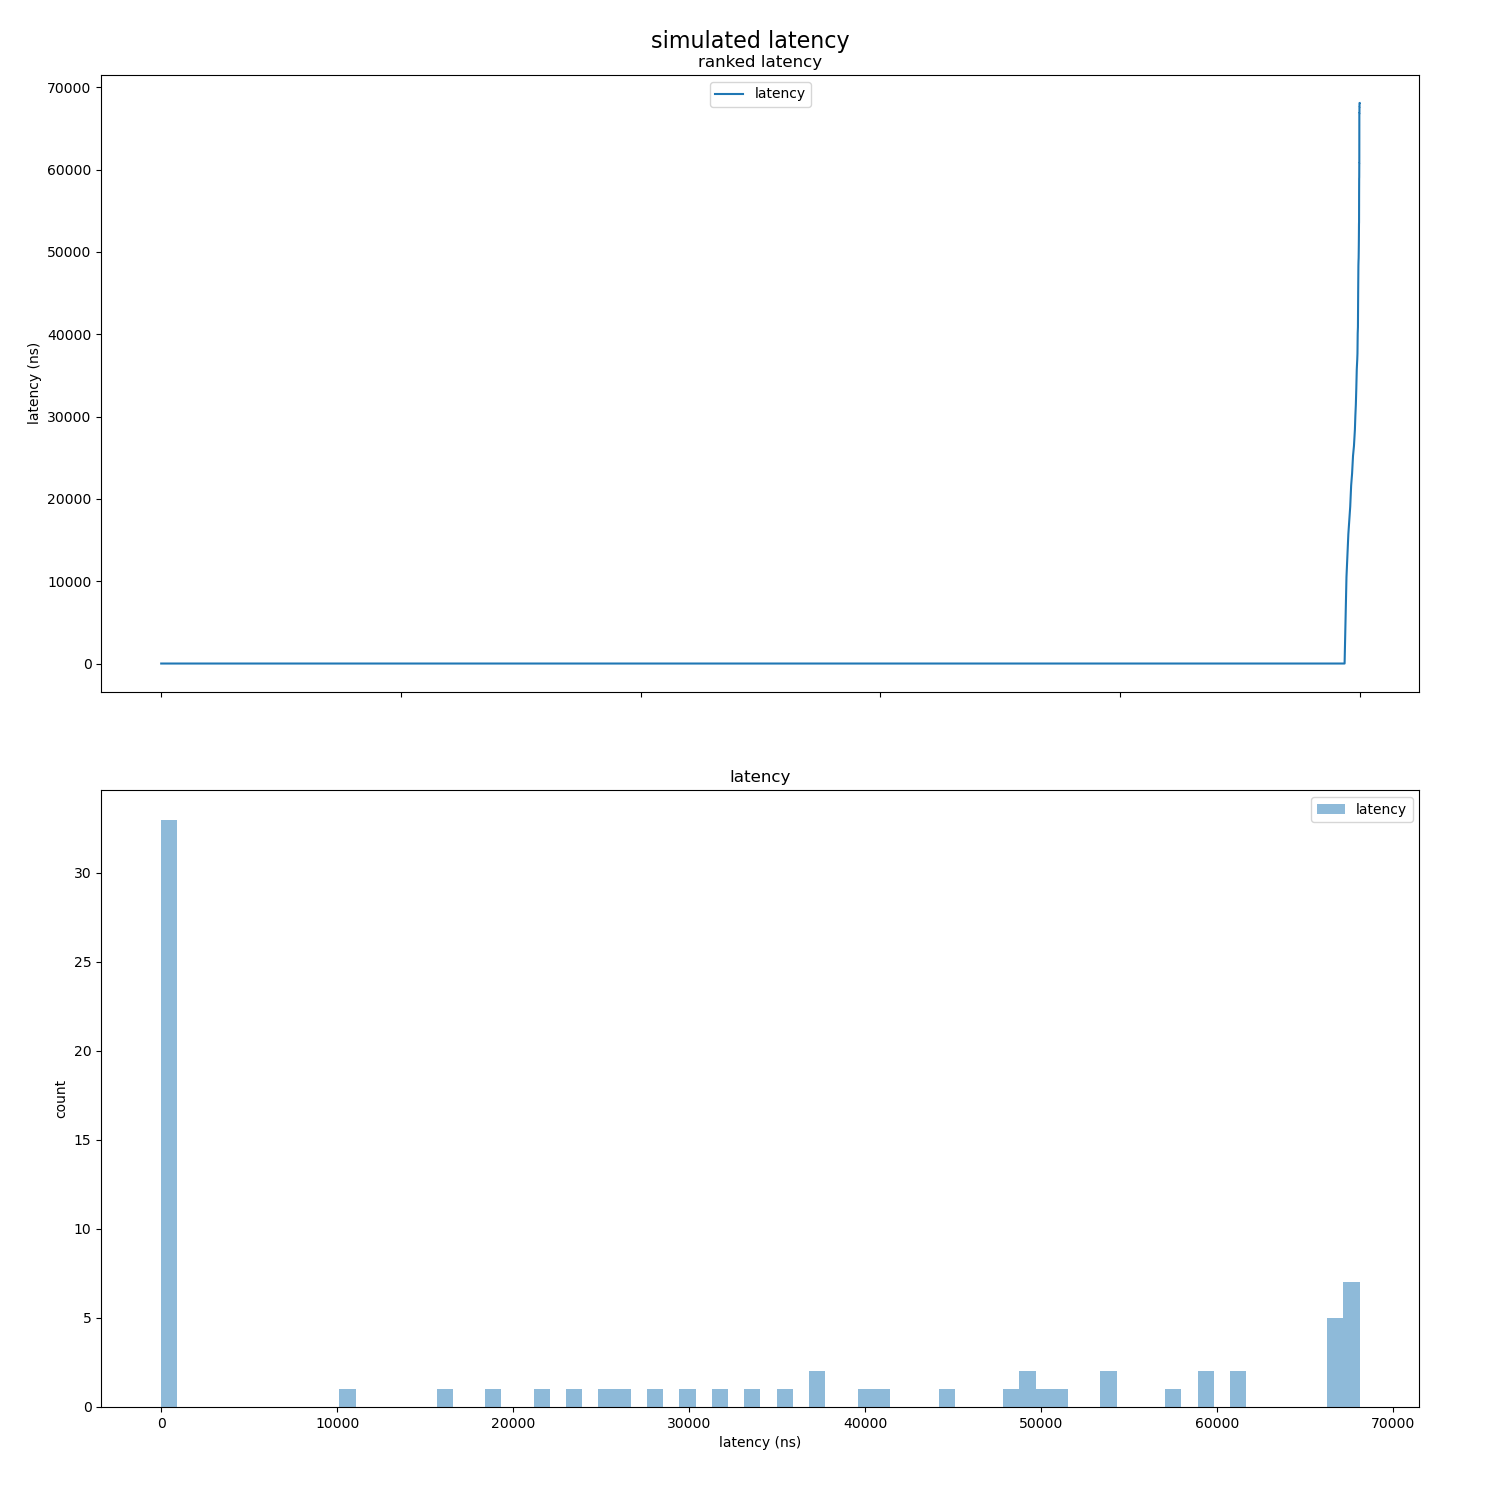 simulated latency
ranked latency
latency
70000
60000
50000
40000
30000
20000
10000
0
latency (ns)
latency
latency
30
25
20
15
10
5
0
count
0 10000 20000 30000 40000 50000 60000 70000
latency (ns)